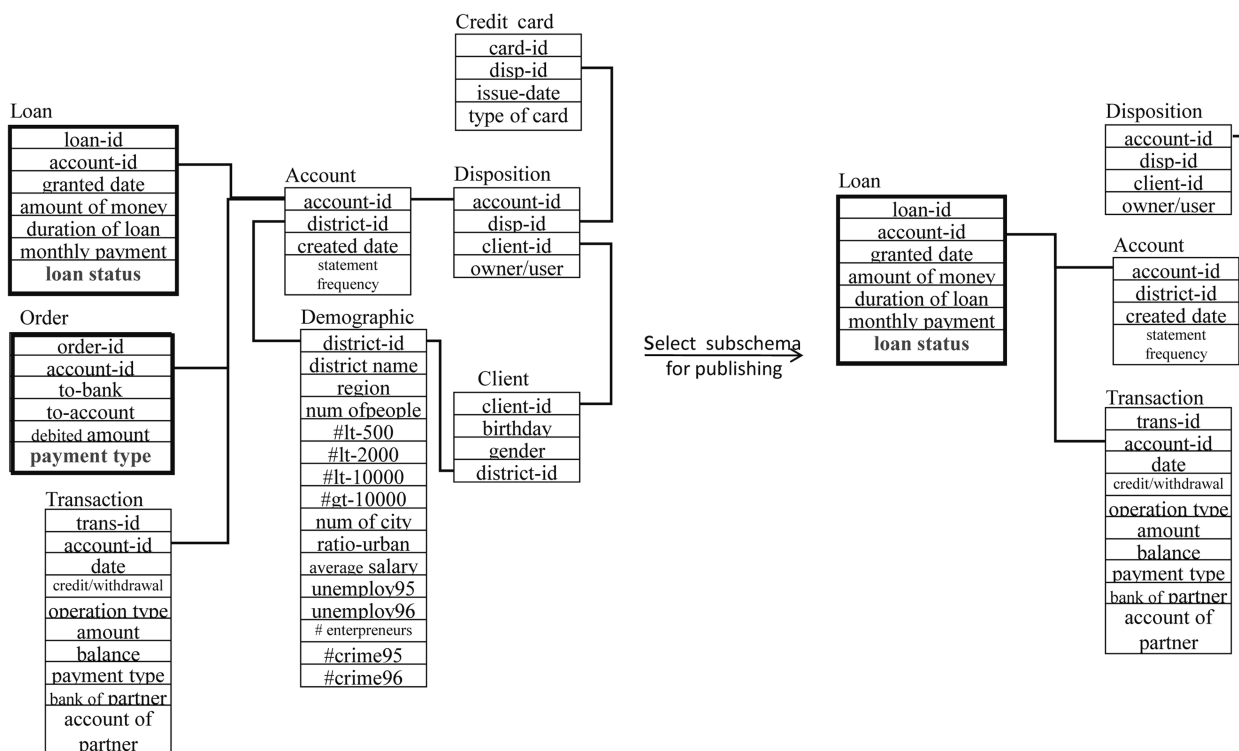 Credit card
card-id
disp-id
issue-date
type of card
Loan
loan-id
account-id
granted date
amount of money
duration of loan
monthly payment
loan status
Account
account-id
district-id
created date
statement
frequency
Disposition
account-id
disp-id
client-id
owner/user
Order
order-id
account-id
to-bank
to-account
debited amount
payment type
Demographic
district-id
district name
region
num ofpeople
#lt-500
#lt-2000
#lt-10000
#gt-10000
num of city
ratio-urban
average salary
unemploy95
unemploy96
# enterpreneurs
#crime95
#crime96
Client
client-id
birthday
gender
district-id
Transaction
trans-id
account-id
date
credit/withdrawal
operation type
amount
balance
payment type
bank of partner
account of
partner
Select subschema
for publishing
Loan
loan-id
account-id
granted date
amount of money
duration of loan
monthly payment
loan status
Disposition
account-id
disp-id
client-id
owner/user
Account
account-id
district-id
created date
statement
frequency
Transaction
trans-id
account-id
date
credit/withdrawal
operation type
amount
balance
payment type
bank of partner
account of
partner